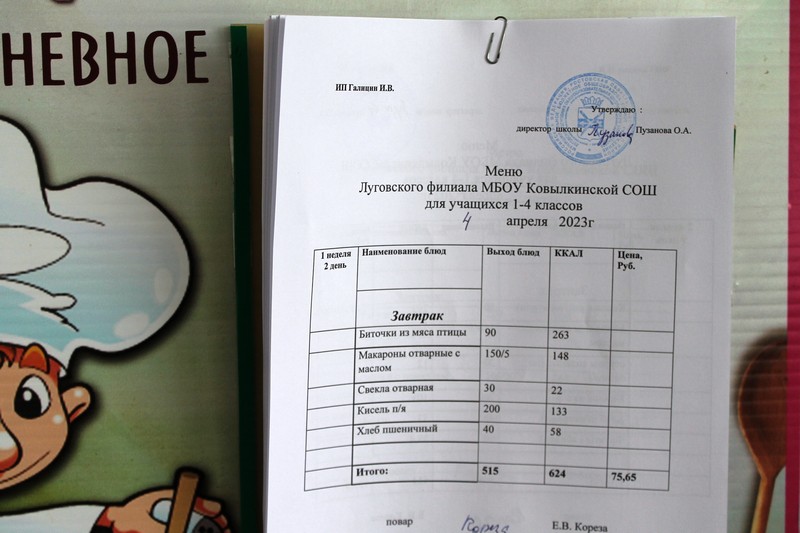 НЕВНОЕ
ИП Галицин И.В.
Утверждаю :
директор школы Пузанова О.А.
Меню
Луговского филиала МБОУ Ковылкинской СОШ
для учащихся 1-4 классов
4 апреля 2023г
1 неделя
2 день
Наименование блюд Выход блюд ККАЛ Цена,
Руб.
Завтрак
Биточки из мяса птицы 90 263
Макароны отварные с
маслом 150/5 148
Свекла отварная 30 22
Кисель п/я 200 133
Хлеб пшеничный 40 58
Итого: 515 624 75,65
повар Кореза Е.В. Кореза